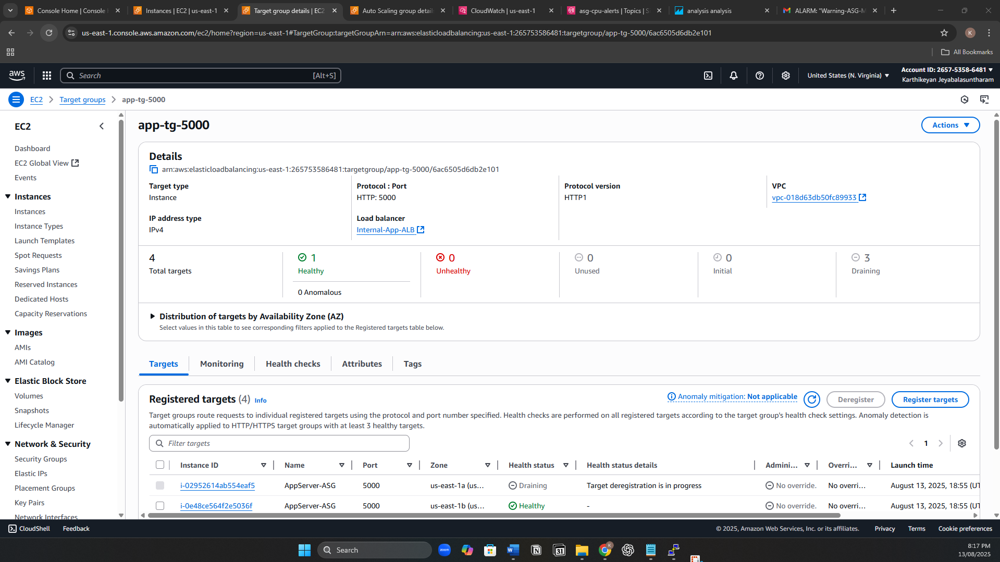 Console Home | Console
Instances | EC2 | us-east-1
Target group details | EC2
Auto Scaling group detail
CloudWatch | us-east-1
asg-cpu-alerts | Topics | S
analysis analysis
ALARM: "Warning-ASG-M
us-east-1.console.aws.amazon.com/ec2/home?region=us-east-1#TargetGroup:targetGroupArn=arn:aws:elasticloadbalancing:us-east-1:265753586481:targetgroup/app-tg-5000/6ac6505d6db2e101
K
All Bookmarks
aws
Search
[Alt+S]
United States (N. Virginia)
Account ID: 2657-5358-6481
Karthikeyan Jeyabalasuntharam
EC2
Target groups
app-tg-5000
EC2
Dashboard
EC2 Global View
Events
Instances
Instances
Instance Types
Launch Templates
Spot Requests
Savings Plans
Reserved Instances
Dedicated Hosts
Capacity Reservations
Images
AMIs
AMI Catalog
Elastic Block Store
Volumes
Snapshots
Lifecycle Manager
Network & Security
Security Groups
Elastic IPs
Placement Groups
Key Pairs
Network Interfaces
app-tg-5000
Actions
Details
arn:aws:elasticloadbalancing:us-east-1:265753586481:targetgroup/app-tg-5000/6ac6505d6db2e101
Target type
Instance
Protocol : Port
HTTP: 5000
Protocol version
HTTP1
VPC
vpc-018d63db50fc89933
IP address type
IPv4
Load balancer
Internal-App-ALB
4
Total targets
1
Healthy
0 Anomalous
0
Unhealthy
0
Unused
0
Initial
3
Draining
Distribution of targets by Availability Zone (AZ)
Select values in this table to see corresponding filters applied to the Registered targets table below.
Targets
Monitoring
Health checks
Attributes
Tags
Registered targets (4) Info
Anomaly mitigation: Not applicable
Deregister
Register targets
Target groups route requests to individual registered targets using the protocol and port number specified. Health checks are performed on all registered targets according to the target group's health check settings. Anomaly detection is
automatically applied to HTTP/HTTPS target groups with at least 3 healthy targets.
Filter targets
1
Instance ID Name Port Zone Health status Health status details Admini... Overri... Launch time
i-02952614ab554eaf5 AppServer-ASG 5000 us-east-1a (us... Draining Target deregistration is in progress No override. No overri... August 13, 2025, 18:55 (UT
i-0e48ce564f2e5036f AppServer-ASG 5000 us-east-1b (us... Healthy - No override. No overri... August 13, 2025, 18:55 (UT
CloudShell
Feedback
© 2025, Amazon Web Services, Inc. or its affiliates.
Privacy
Terms
Cookie preferences
Search
zoom
W
N
31
K
8:17 PM
13/08/2025